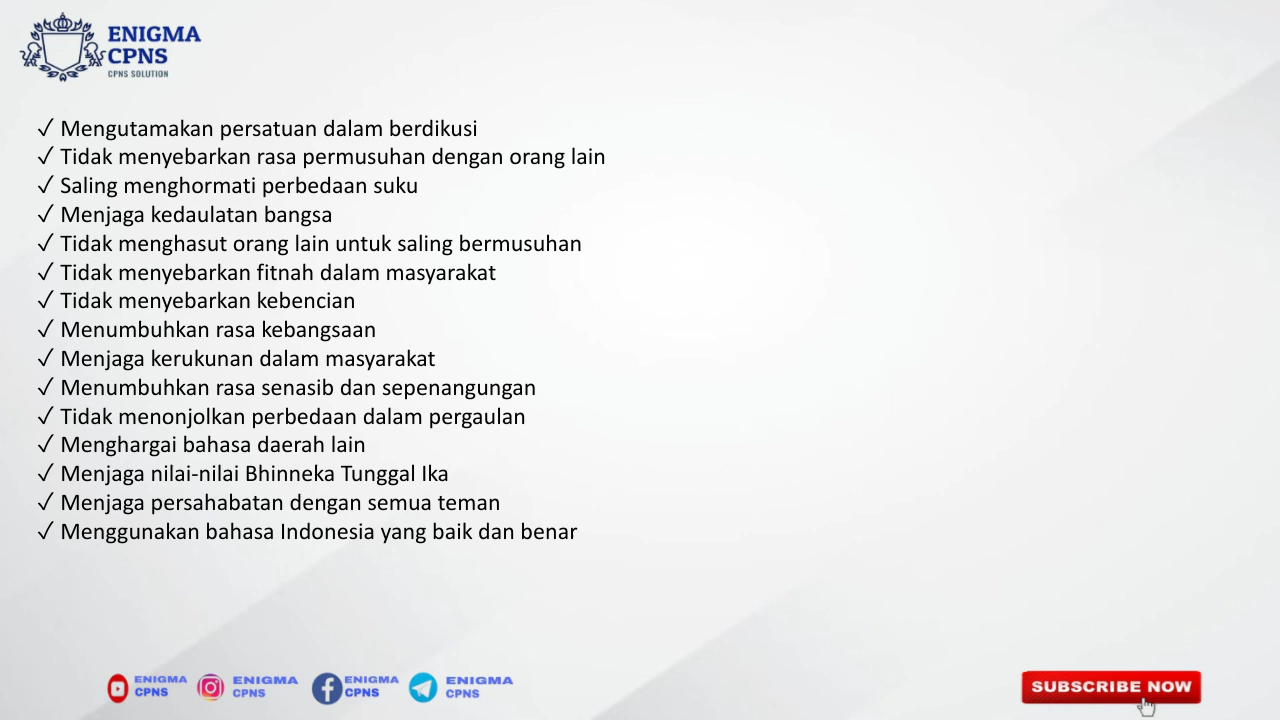 ENIGMA
CPNS
CPNS SOLUTION
✓ Mengutamakan persatuan dalam berdikusi
✓ Tidak menyebarkan rasa permusuhan dengan orang lain
✓ Saling menghormati perbedaan suku
✓ Menjaga kedaulatan bangsa
✓ Tidak menghasut orang lain untuk saling bermusuhan
✓ Tidak menyebarkan fitnah dalam masyarakat
✓ Tidak menyebarkan kebencian
✓ Menumbuhkan rasa kebangsaan
✓ Menjaga kerukunan dalam masyarakat
✓ Menumbuhkan rasa senasib dan sepenangungan
✓ Tidak menonjolkan perbedaan dalam pergaulan
✓ Menghargai bahasa daerah lain
✓ Menjaga nilai-nilai Bhinneka Tunggal Ika
✓ Menjaga persahabatan dengan semua teman
✓ Menggunakan bahasa Indonesia yang baik dan benar
ENIGMA
CPNS
ENIGMA
CPNS
ENIGMA
CPNS
ENIGMA
CPNS
SUBSCRIBE NOW